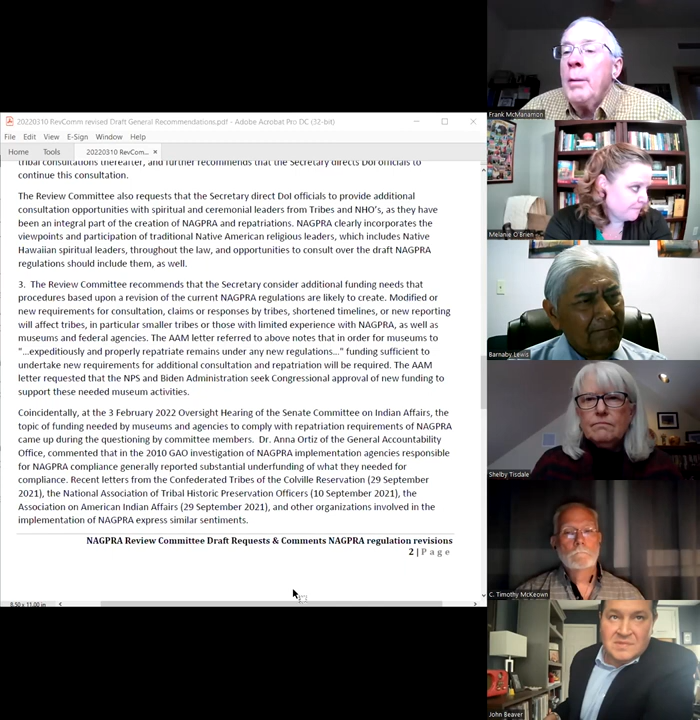 20220310 RevComm revised Draft General Recommendations.pdf - Adobe Acrobat Pro DC (32-bit)
File Edit View E-Sign Window Help
Home Tools 20220310 RevCom... ×
tribal consultations thereafter, and further recommends that the Secretary directs DoI officials to
continue this consultation.
The Review Committee also requests that the Secretary direct DoI officials to provide additional
consultation opportunities with spiritual and ceremonial leaders from Tribes and NHO's, as they have
been an integral part of the creation of NAGPRA and repatriations. NAGPRA clearly incorporates the
viewpoints and participation of traditional Native American religious leaders, which includes Native
Hawaiian spiritual leaders, throughout the law, and opportunities to consult over the draft NAGPRA
regulations should include them, as well.
3. The Review Committee recommends that the Secretary consider additional funding needs that
procedures based upon a revision of the current NAGPRA regulations are likely to create. Modified or
new requirements for consultation, claims or responses by tribes, shortened timelines, or new reporting
will affect tribes, in particular smaller tribes or those with limited experience with NAGPRA, as well as
museums and federal agencies. The AAM letter referred to above notes that in order for museums to
"...expeditiously and properly repatriate remains under any new regulations..." funding sufficient to
undertake new requirements for additional consultation and repatriation will be required. The AAM
letter requested that the NPS and Biden Administration seek Congressional approval of new funding to
support these needed museum activities.
Coincidentally, at the 3 February 2022 Oversight Hearing of the Senate Committee on Indian Affairs, the
topic of funding needed by museums and agencies to comply with repatriation requirements of NAGPRA
came up during the questioning by committee members. Dr. Anna Ortiz of the General Accountability
Office, commented that in the 2010 GAO investigation of NAGPRA implementation agencies responsible
for NAGPRA compliance generally reported substantial underfunding of what they needed for
compliance. Recent letters from the Confederated Tribes of the Colville Reservation (29 September
2021), the National Association of Tribal Historic Preservation Officers (10 September 2021), the
Association on American Indian Affairs (29 September 2021), and other organizations involved in the
implementation of NAGPRA express similar sentiments.
NAGPRA Review Committee Draft Requests & Comments NAGPRA regulation revisions
2 | Page
8.50 x 11.00 in
Frank McManamon
Melanie O'Brien
Barnaby Lewis
Shelby Tisdale
C. Timothy McKeown
John Beaver